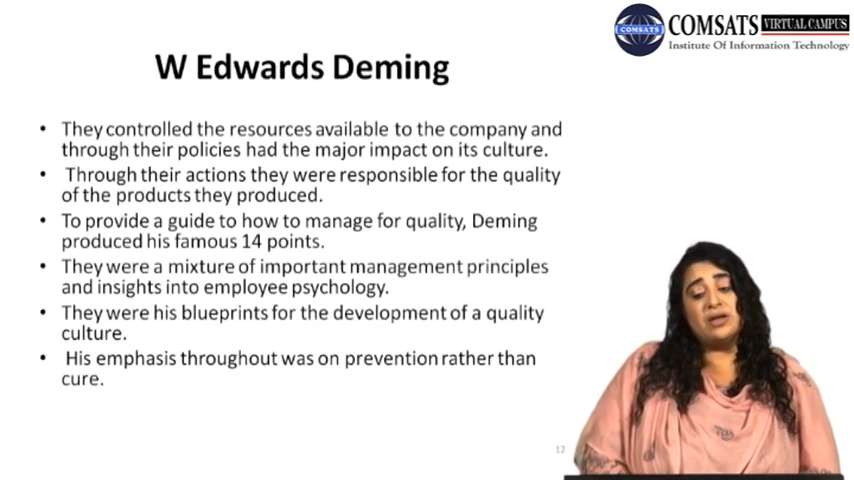 COMSATS VIRTUAL CAMPUS
Institute Of Information Technology
COMSATS
W Edwards Deming
• They controlled the resources available to the company and
through their policies had the major impact on its culture.
• Through their actions they were responsible for the quality
of the products they produced.
• To provide a guide to how to manage for quality, Deming
produced his famous 14 points.
• They were a mixture of important management principles
and insights into employee psychology.
• They were his blueprints for the development of a quality
culture.
• His emphasis throughout was on prevention rather than
cure.
12